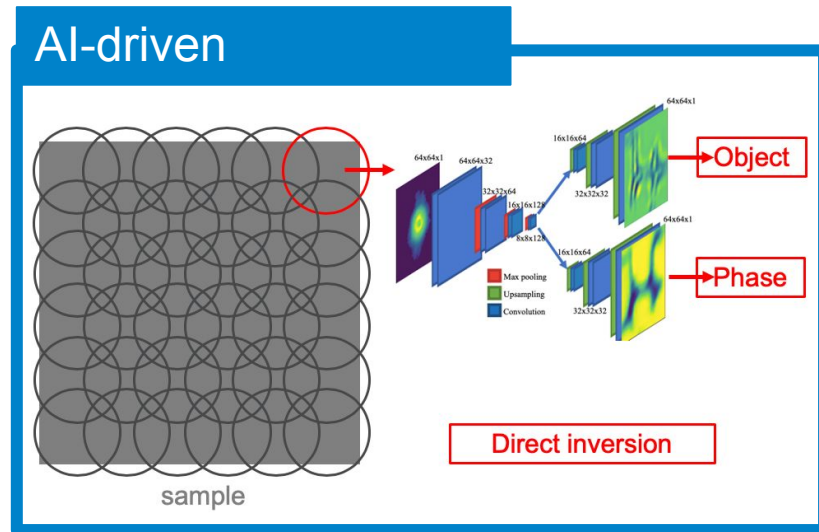 AI-driven
64x64x1
64x64x32
32x32x64
16x16x128
8x8x128
16x16x64
32x32x32
64x64x1
Object
16x16x64
32x32x32
64x64x1
Phase
Max pooling
Upsampling
Convolution
Direct inversion
sample